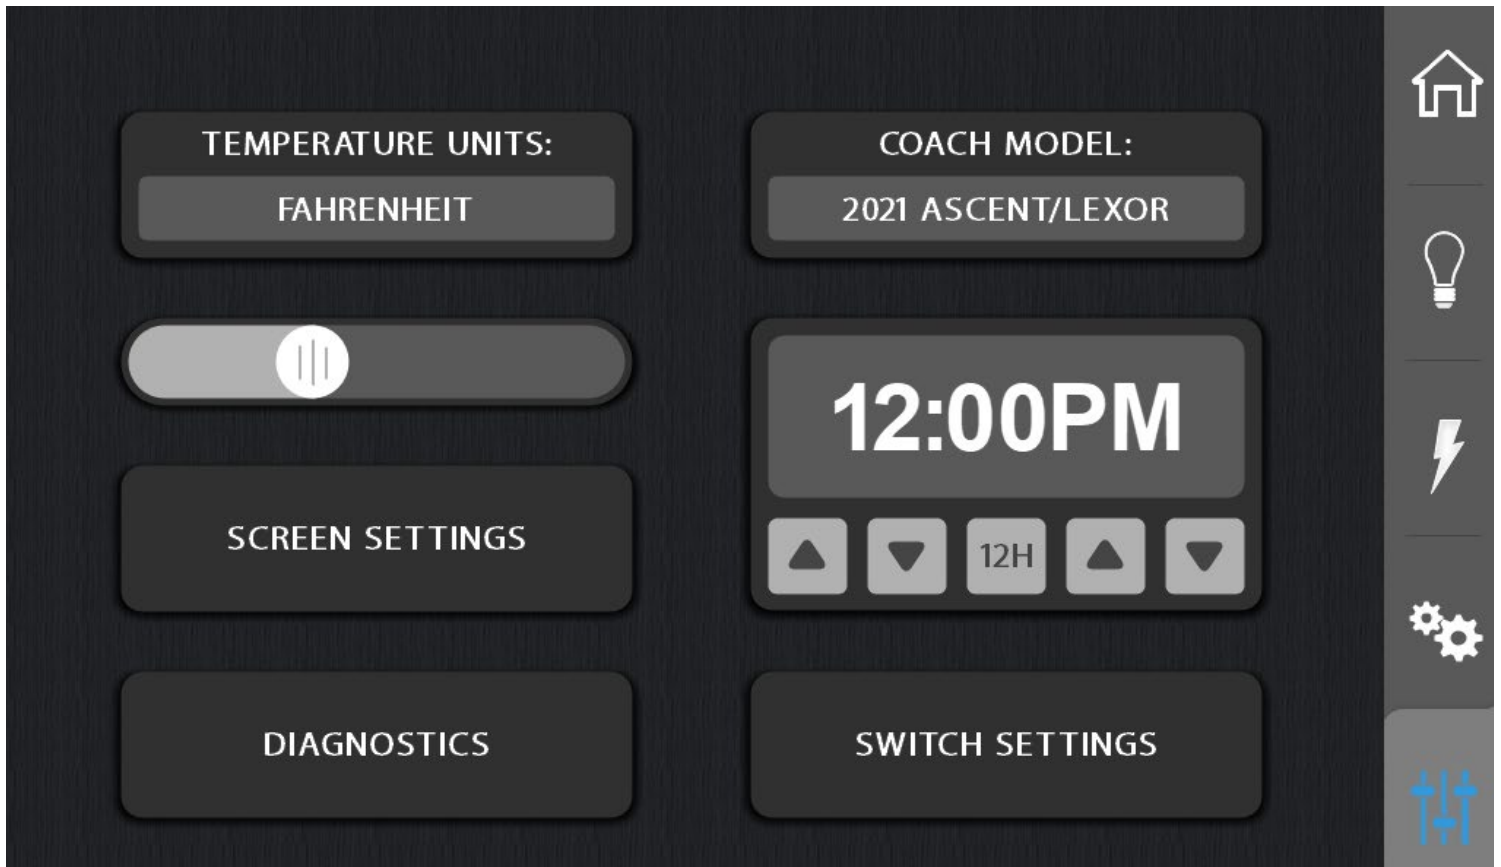 TEMPERATURE UNITS:
FAHRENHEIT
COACH MODEL:
2021 ASCENT/LEXOR
12:00PM
12H
SCREEN SETTINGS
DIAGNOSTICS
SWITCH SETTINGS